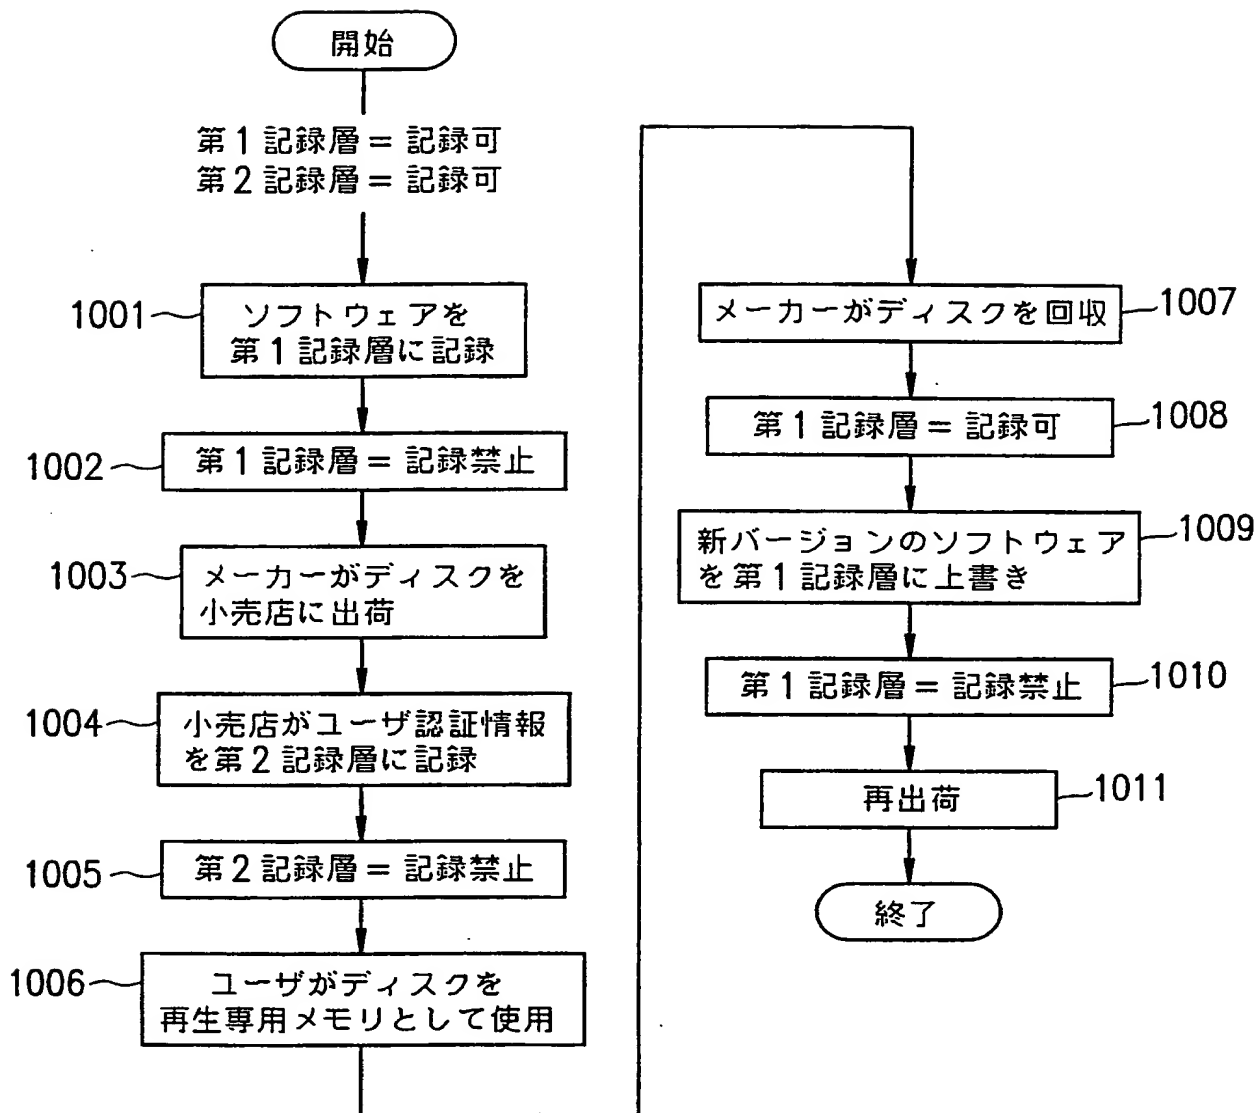 開始
第1記録層=記録可
第2記録層=記録可
1001
ソフトウェアを
第1記録層に記録
1002
第1記録層=記録禁止
1003
メーカーがディスクを
小売店に出荷
1004
小売店がユーザ認証情報
を第2記録層に記録
1005
第2記録層=記録禁止
1006
ユーザがディスクを
再生専用メモリとして使用
メーカーがディスクを回収
1007
第1記録層=記録可
1008
新バージョンのソフトウェア
を第1記録層に上書き
1009
第1記録層=記録禁止
1010
再出荷
1011
終了